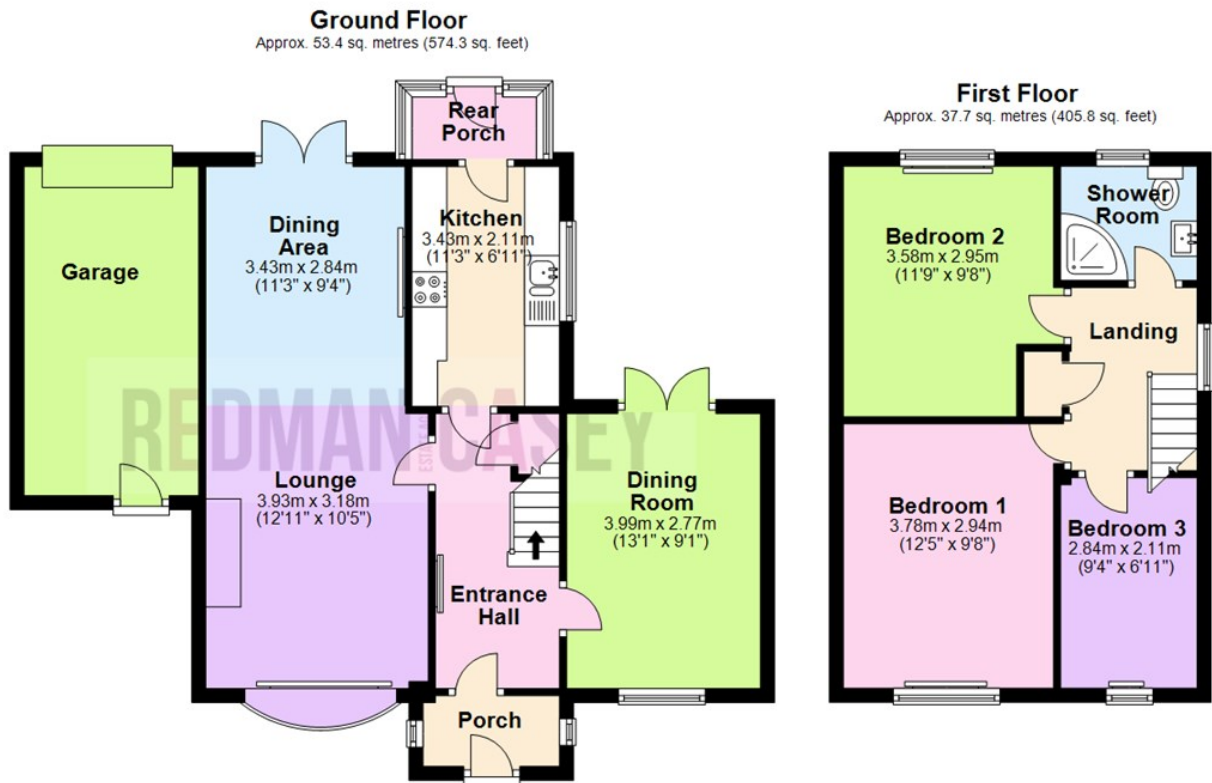 Ground Floor
Approx. 53.4 sq. metres (574.3 sq. feet)
Rear
Porch
Dining
Area
3.43m x 2.84m
(11'3" x 9'4")
Kitchen
3.43m x 2.11m
(11'3" x 6'11")
Garage
REDMAN CASEY
ESTATE AGENCY
Lounge
3.93m x 3.18m
(12'11" x 10'5")
Dining
Room
3.99m x 2.77m
(13'1" x 9'1")
Entrance
Hall
Porch
First Floor
Approx. 37.7 sq. metres (405.8 sq. feet)
Shower
Room
Bedroom 2
3.58m x 2.95m
(11'9" x 9'8")
Landing
Bedroom 1
3.78m x 2.94m
(12'5" x 9'8")
Bedroom 3
2.84m x 2.11m
(9'4" x 6'11")